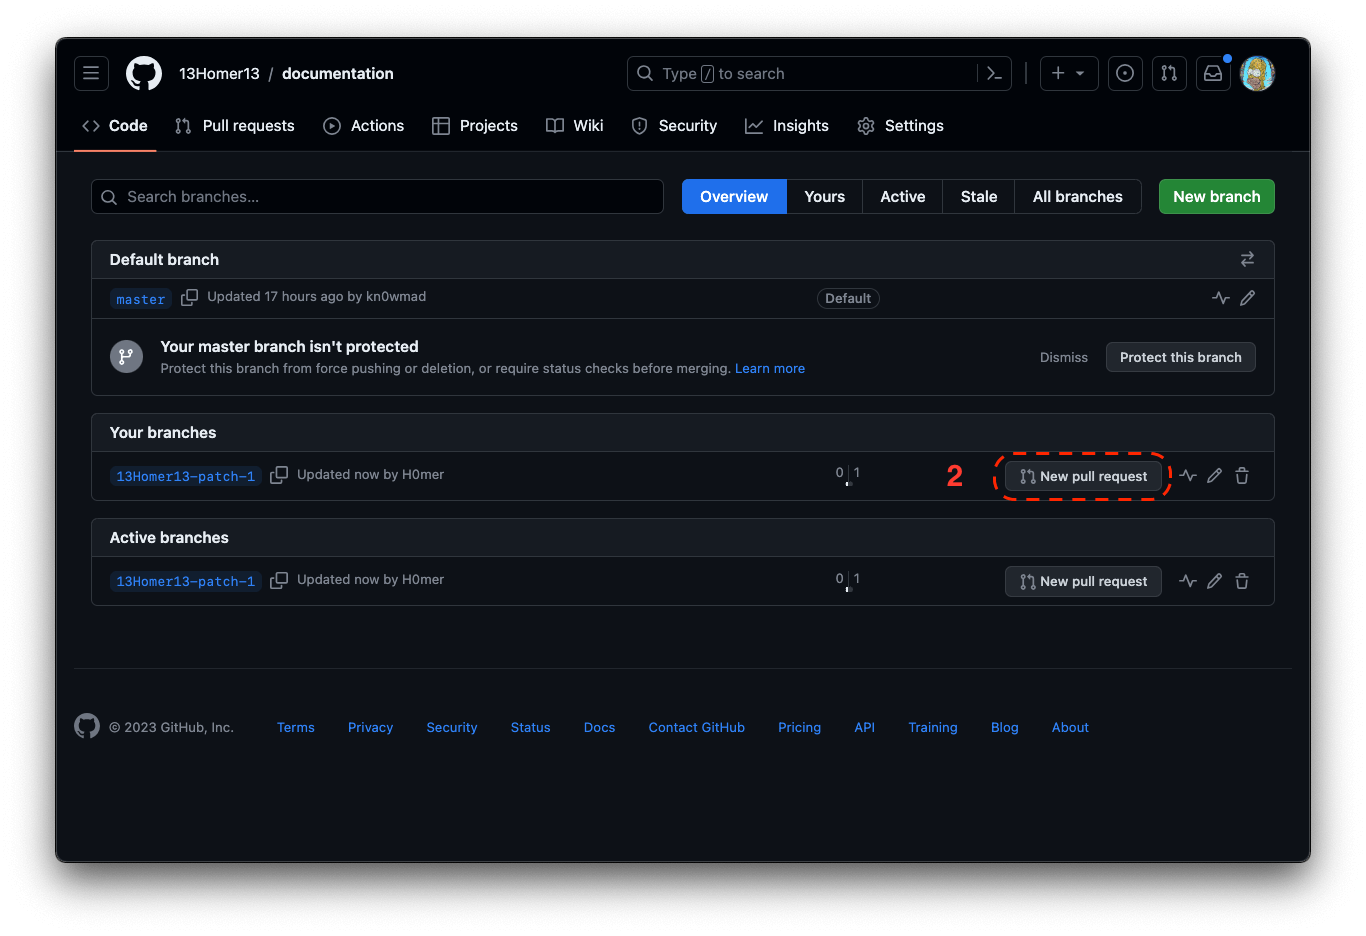 13Homer13 / documentation
Type / to search
Code Pull requests Actions Projects Wiki Security Insights Settings
Search branches... Overview Yours Active Stale All branches New branch
Default branch
master Updated 17 hours ago by kn0wmad Default
Your master branch isn't protected
Protect this branch from force pushing or deletion, or require status checks before merging. Learn more
Dismiss Protect this branch
Your branches
13Homer13-patch-1 Updated now by H0mer 0 1 2 New pull request
Active branches
13Homer13-patch-1 Updated now by H0mer 0 1 New pull request
© 2023 GitHub, Inc. Terms Privacy Security Status Docs Contact GitHub Pricing API Training Blog About